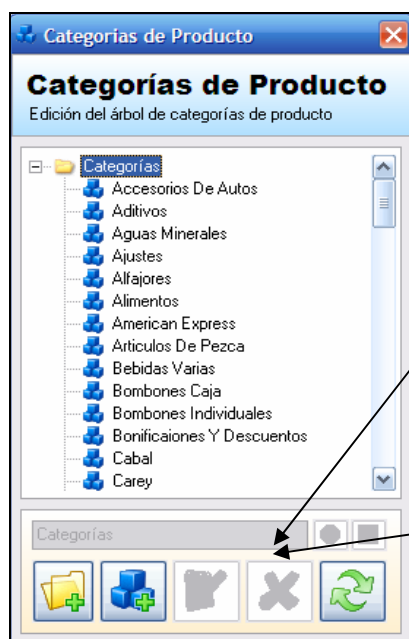 Categorías de Producto
Categorías de Producto
Edición del árbol de categorías de producto
Categorías
Accesorios De Autos
Aditivos
Aguas Minerales
Ajustes
Alfajores
Alimentos
American Express
Articulos De Pezca
Bebidas Varias
Bombones Caja
Bombones Individuales
Bonificaiones Y Descuentos
Cabal
Carey
Categorías